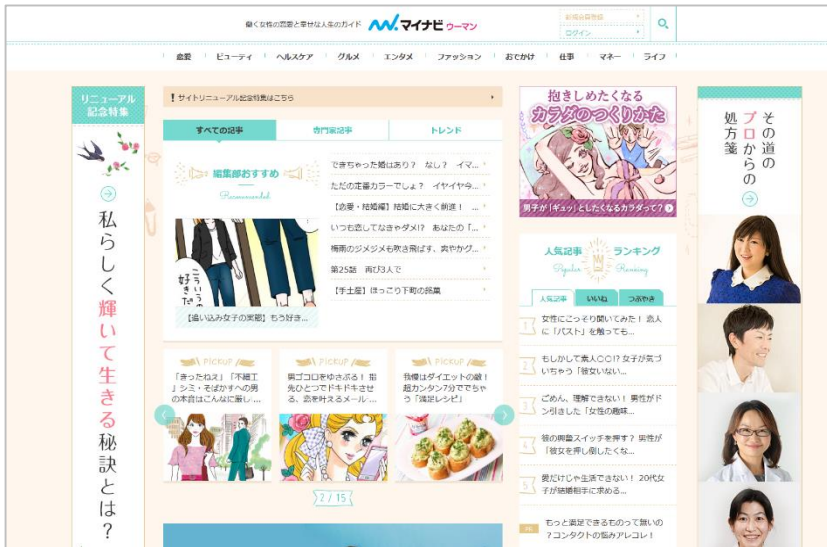 働く女性の恋愛と幸せな人生のガイド
マイナビウーマン
新規会員登録
ログイン
恋愛
ビューティ
ヘルスケア
グルメ
エンタメ
ファッション
おでかけ
仕事
マネー
ライフ
リニューアル
記念特集
私らしく輝いて生きる秘訣とは?
! サイトリニューアル記念特集はこちら
すべての記事
専門家記事
トレンド
編集部おすすめ
Recommended
こういうの
好きだ
【追い込み女子の実態】もう好き...
できちゃった婚はあり? なし? イマ...
ただの定番カラーでしょ? イヤイヤ今...
【恋愛・結婚編】結婚に大きく前進! ...
いつも恋してなきゃダメ!? あなたの「...
梅雨のジメジメも吹き飛ばす、爽やかグ...
第25話 再び3人で
【手土産】ほっこり下町の銘菓
PICKUP
「きったねえ」「不細工
」シミ・そばかすへの男
の本音はこんなに厳し...
PICKUP
男ゴコロをゆさぶる! 指
先ひとつでドキドキさせ
る、恋を叶えるメール...
PICKUP
我慢はダイエットの敵!
超カンタン7分でできちゃ
う「満足レシピ」
2 / 15
抱きしめたくなる
カラダのつくりかた
男子が「ギュッ」としたくなるカラダって?
人気記事 ランキング
Popular Ranking
人気記事
いいね
つぶやき
1
女性にこっそり聞いてみた! 恋人
に「バスト」を触っても...
2
もしかして素人○○!? 女子が気づ
いちゃう「彼女いない...
3
ごめん、理解できない! 男性がド
ン引きした「女性の趣味...
4
彼の興奮スイッチを押す? 男性が
「彼女を押し倒したくな...
5
愛だけじゃ生活できない! 20代女
子が結婚相手に求める...
もっと満足できるものって無いの
?コンタクトの悩みアレコレ!
その道の
プロからの
処方箋